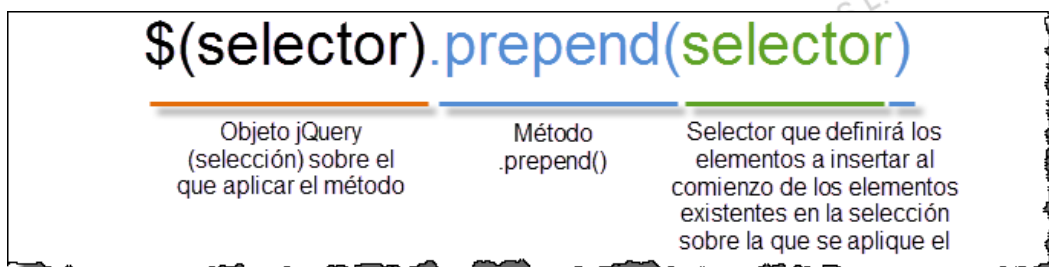 $(selector).prepend(selector)
Objeto jQuery
(selección) sobre el
que aplicar el método
Método
.prepend()
Selector que definirá los
elementos a insertar al
comienzo de los elementos
existentes en la selección
sobre la que se aplique el